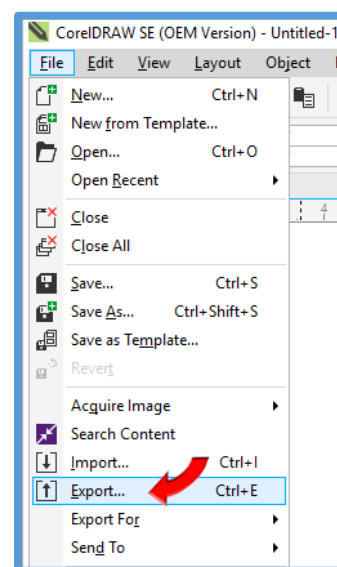 CorelDRAW SE (OEM Version) - Untitled-1
File Edit View Layout Object
New... Ctrl+N
New from Template...
Open... Ctrl+O
Open Recent
4
Close
Close All
Save... Ctrl+S
Save As... Ctrl+Shift+S
Save as Template...
Revert
Acquire Image
Search Content
Import... Ctrl+I
Export... Ctrl+E
Export For
Send To